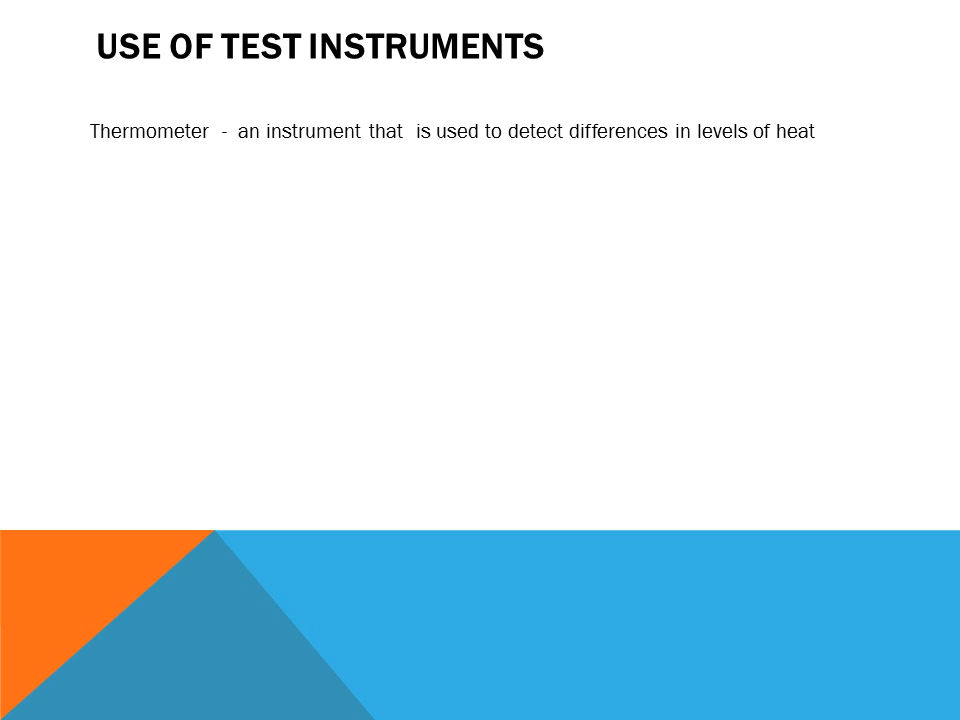 USE OF TEST INSTRUMENTS
Thermometer - an instrument that is used to detect differences in levels of heat